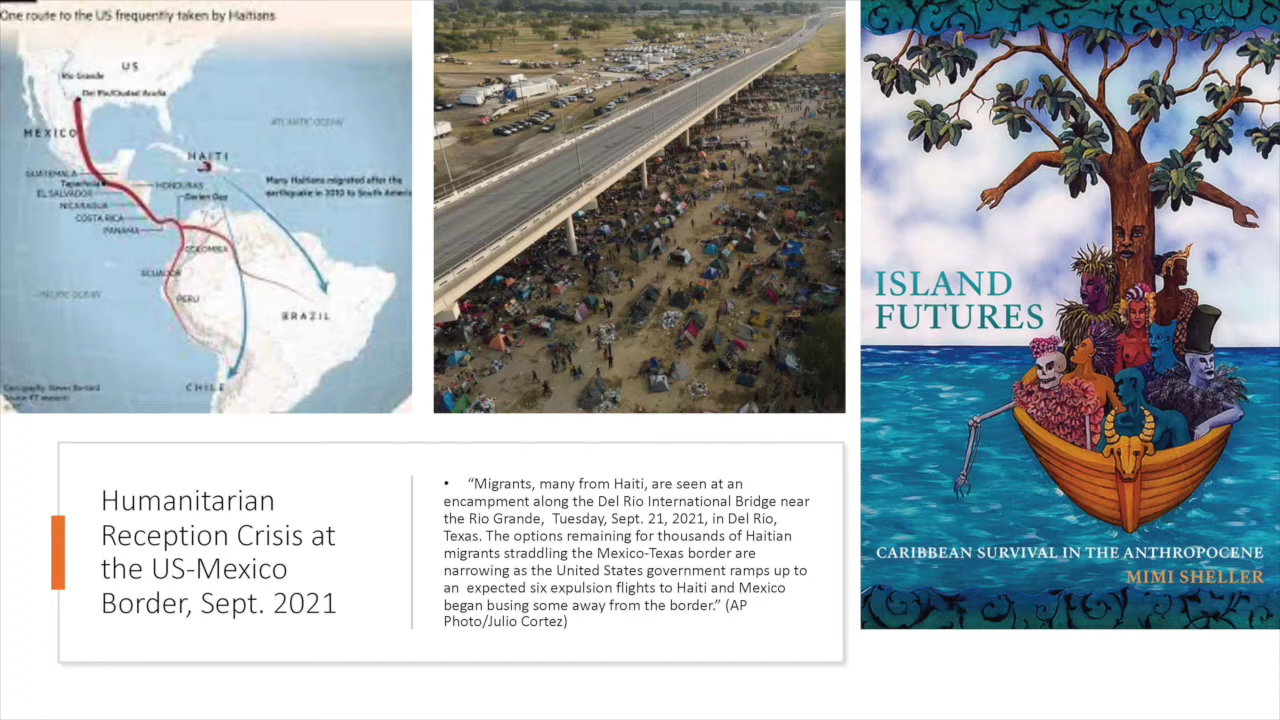 One route to the US frequently taken by Haitians
US
Rio Grande
Del Rio/Ciudad Acuña
MEXICO
ATLANTIC OCEAN
HAITI
GUATEMALA
Tapachula
EL SALVADOR
HONDURAS
Darien Gap
NICARAGUA
COSTA RICA
PANAMA
Many Haitians migrated after the
earthquake in 2010 to South
COLOMBIA
ECUADOR
PACIFIC OCEAN
PERU
BRAZIL
CHILE
Cartography: Steven Bernard
Source: FT research
ISLAND
FUTURES
CARIBBEAN SURVIVAL IN THE ANTHROPOCENE
MIMI SHELLER
Humanitarian
Reception Crisis at
the US-Mexico
Border, Sept. 2021
• “Migrants, many from Haiti, are seen at an
encampment along the Del Rio International Bridge near
the Rio Grande, Tuesday, Sept. 21, 2021, in Del Rio,
Texas. The options remaining for thousands of Haitian
migrants straddling the Mexico-Texas border are
narrowing as the United States government ramps up to
an expected six expulsion flights to Haiti and Mexico
began busing some away from the border.” (AP
Photo/Julio Cortez)